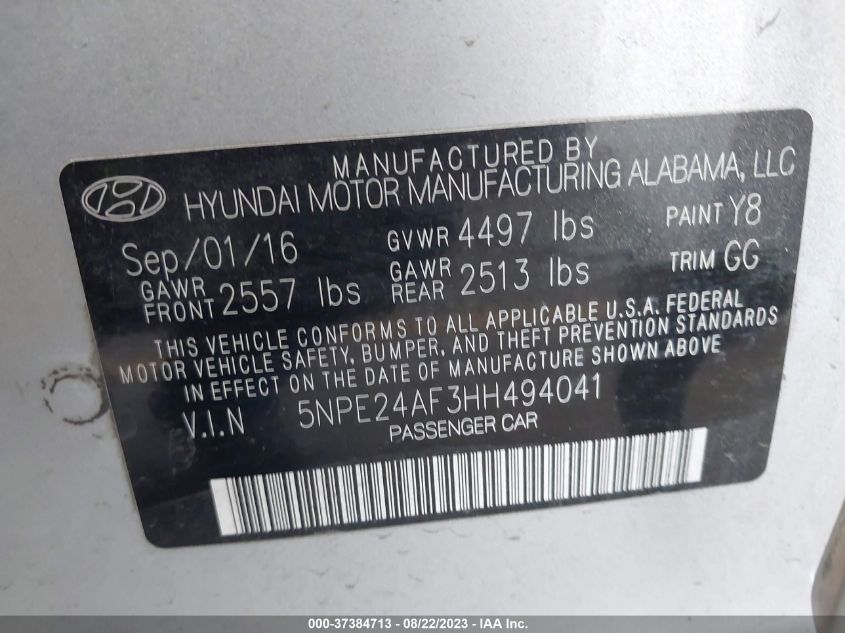 MANUFACTURED BY
HYUNDAI MOTOR MANUFACTURING ALABAMA, LLC
Sep/01/16 GVWR 4497 lbs PAINT Y8
GAWR FRONT 2557 lbs GAWR REAR 2513 lbs TRIM GG
THIS VEHICLE CONFORMS TO ALL APPLICABLE U.S.A. FEDERAL
MOTOR VEHICLE SAFETY, BUMPER, AND THEFT PREVENTION STANDARDS
IN EFFECT ON THE DATE OF MANUFACTURE SHOWN ABOVE
V.I.N 5NPE24AF3HH494041
PASSENGER CAR
000-37384713 - 08/22/2023 - Copyright IAA, Inc.